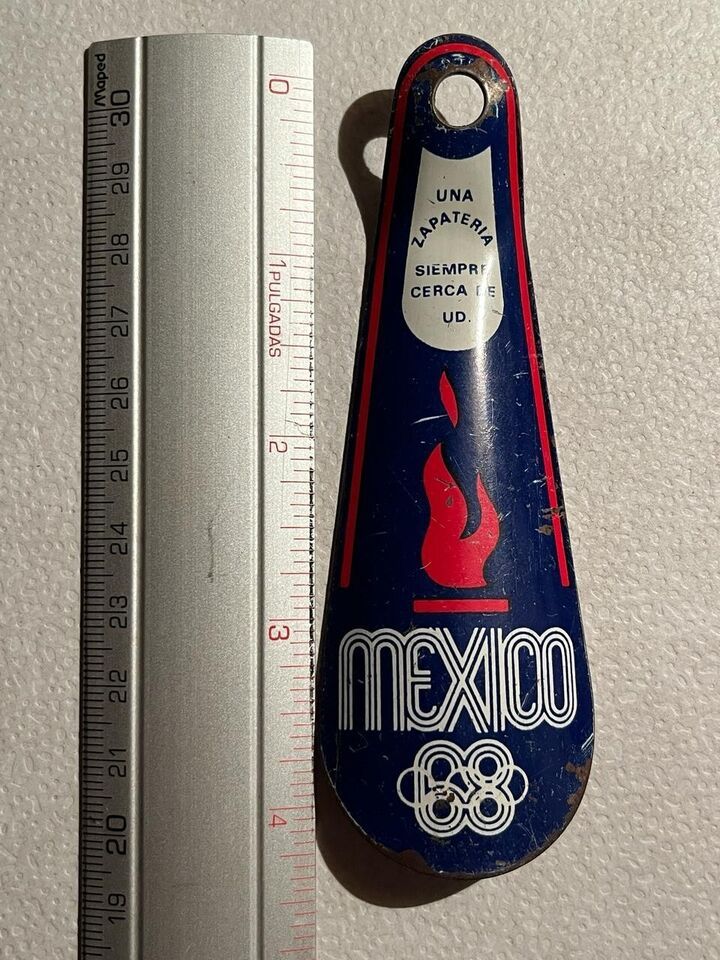 Maped
30
29
28
27
26
25
24
23
22
21
20
19
0
1 PULGADAS
2
3
4
UNA
ZAPATERIA
SIEMPRE
CERCA DE
UD.
MEXICO
68